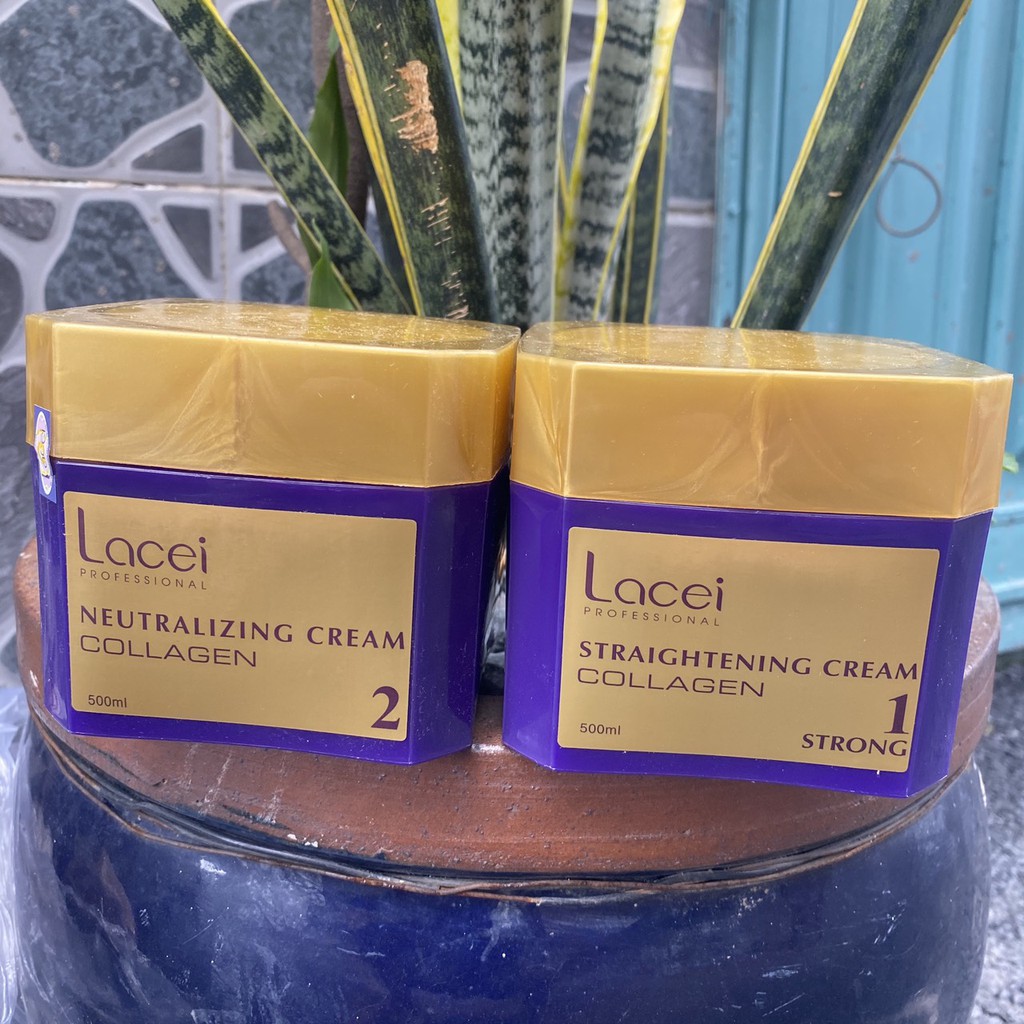 Lacei
PROFESSIONAL
NEUTRALIZING CREAM
COLLAGEN
500ml
2
Lacei
PROFESSIONAL
STRAIGHTENING CREAM
COLLAGEN
500ml
1
STRONG